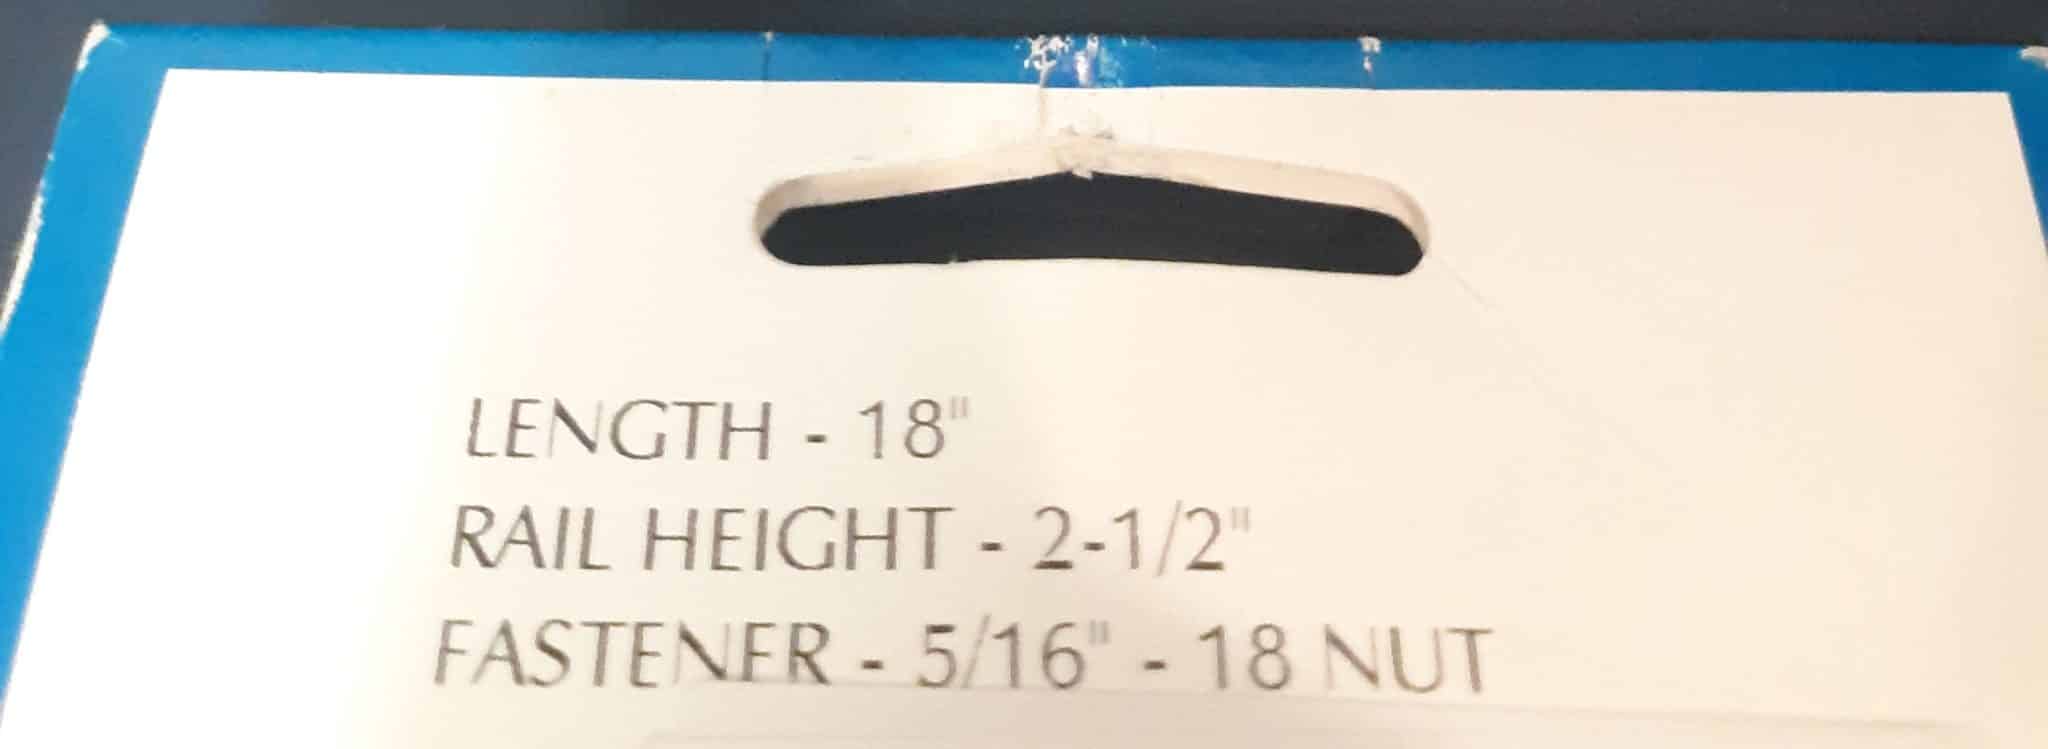 LENGTH - 18"
RAIL HEIGHT - 2-1/2"
FASTENER - 5/16" - 18 NUT